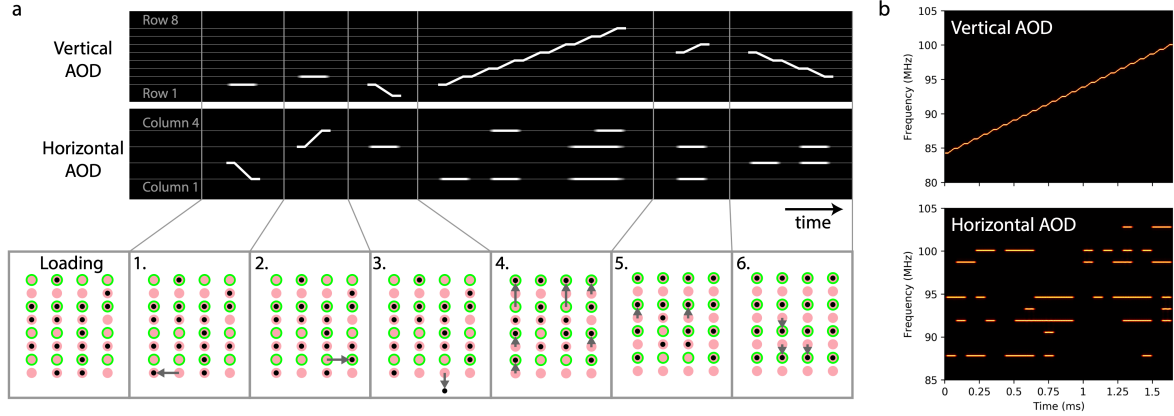 a
Vertical
AOD
Row 8
Row 1
Horizontal
AOD
Column 4
Column 1
time
Loading
1.
2.
3.
4.
5.
6.
b
Vertical AOD
Frequency (MHz)
105
100
95
90
85
80
Horizontal AOD
Frequency (MHz)
105
100
95
90
85
0
0.25
0.5
0.75
1.0
1.25
1.5
Time (ms)